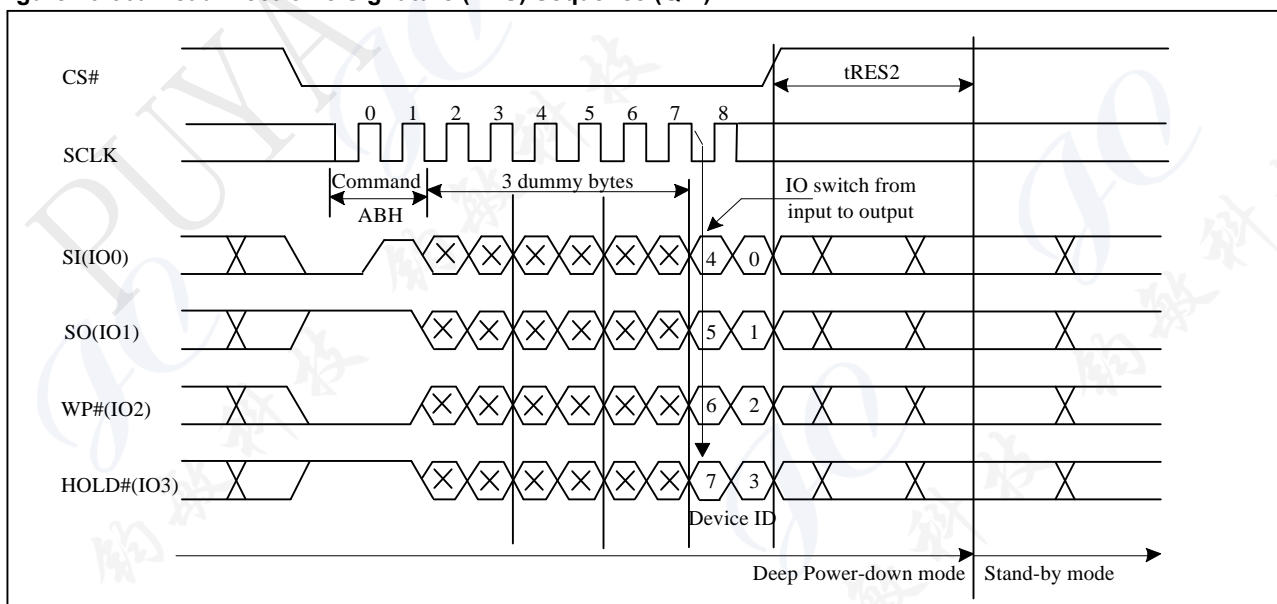 CS#
tRES2
0 1 2 3 4 5 6 7 8
SCLK
Command
3 dummy bytes
IO switch from
input to output
ABH
SI(IO0)
4 0
SO(IO1)
5 1
WP#(IO2)
6 2
HOLD#(IO3)
7 3
Device ID
Deep Power-down mode
Stand-by mode
PUYA